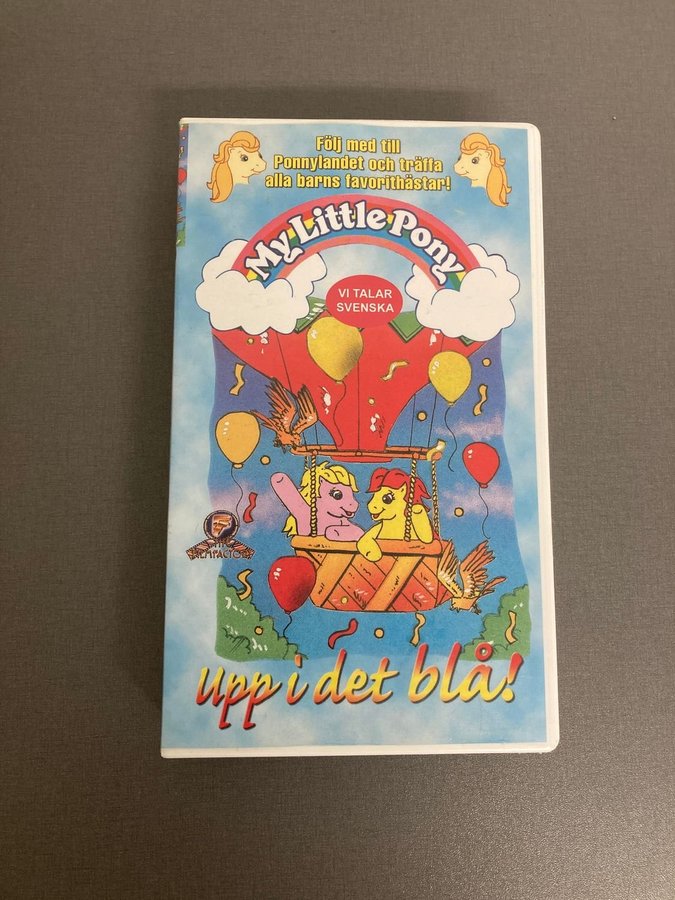 Följ med till
Ponnylandet och träffa
alla barns favorithästar!
My Little Pony
VI TALAR
SVENSKA
upp i det blå!